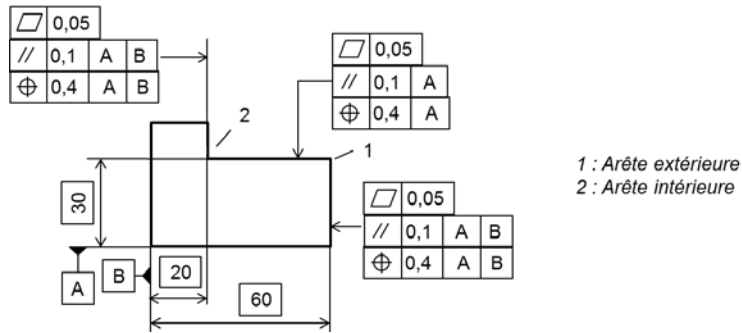 ⏥ 0,05
// 0,1 A B
⌖ 0,4 A B
⏥ 0,05
// 0,1 A
⌖ 0,4 A
2
1
1 : Arête extérieure
2 : Arête intérieure
30
⏥ 0,05
// 0,1 A B
⌖ 0,4 A B
A
B
20
60